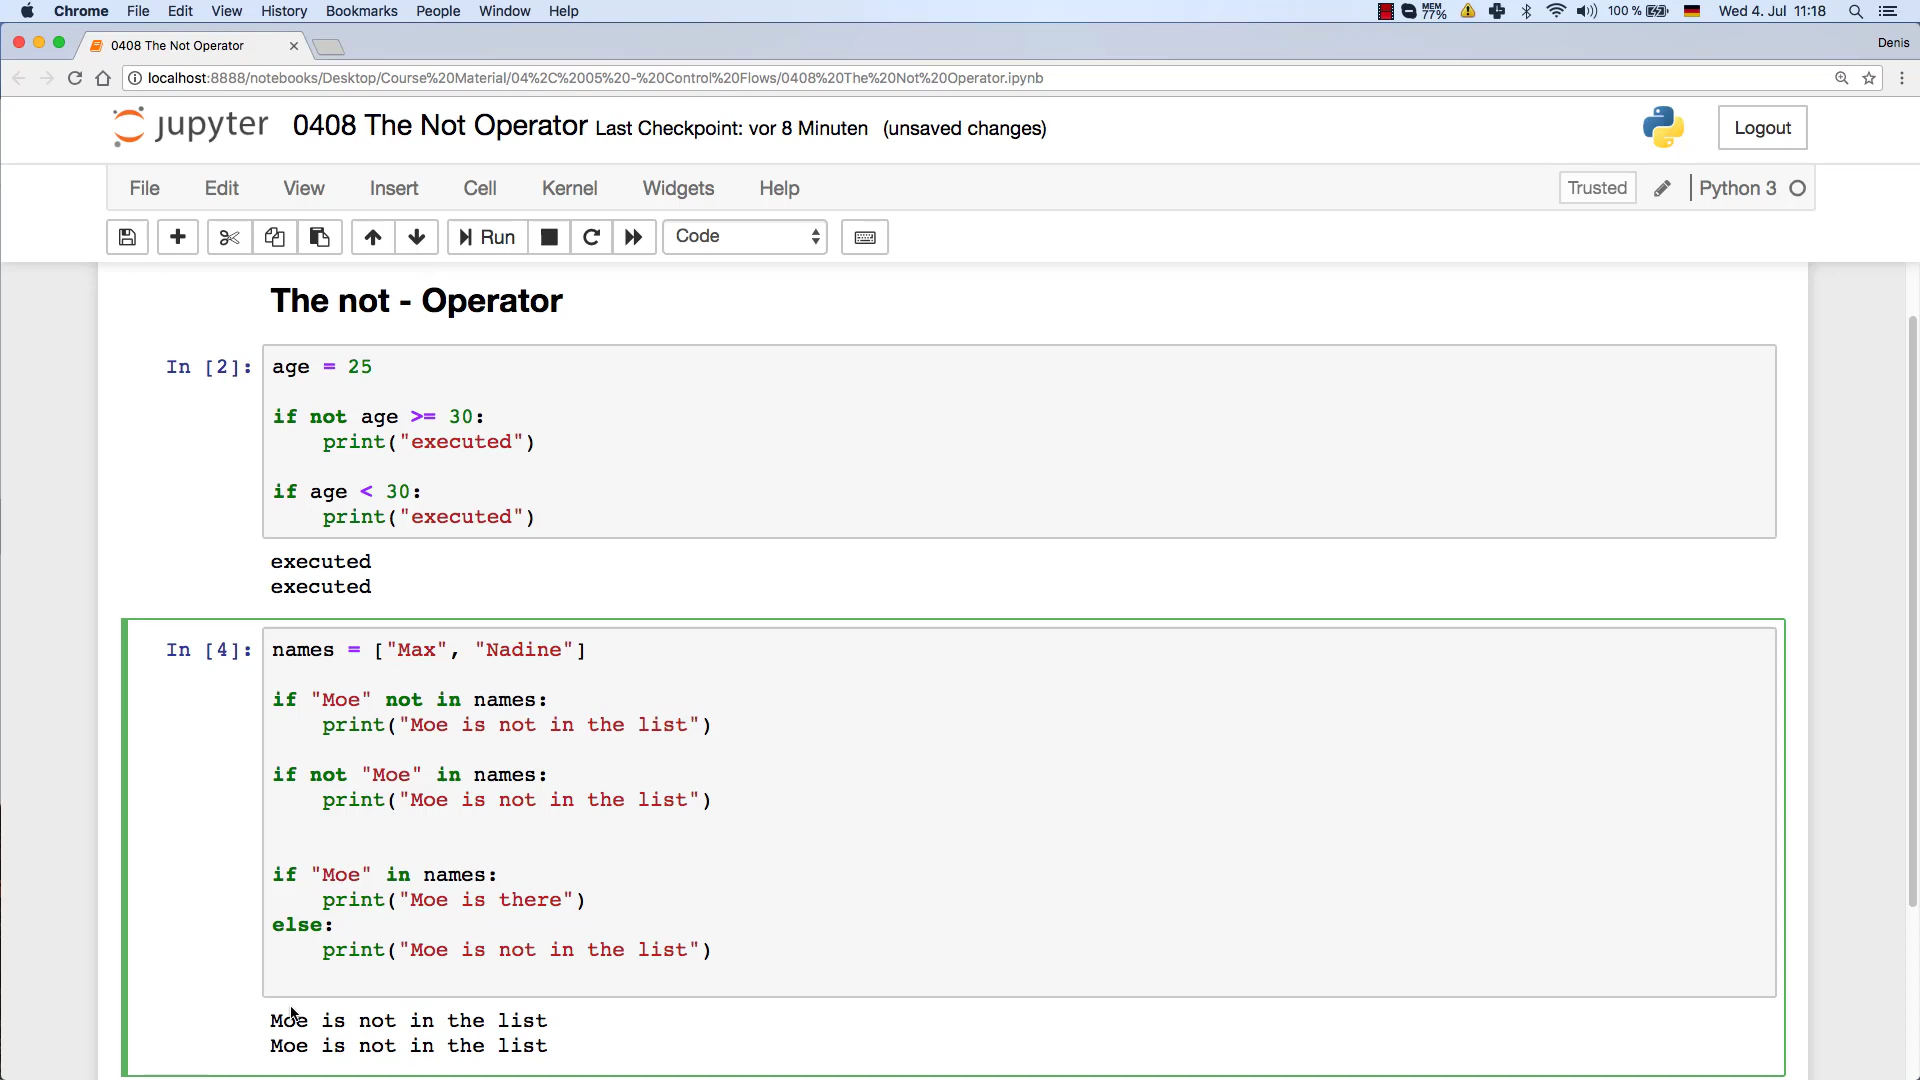 Chrome File Edit View History Bookmarks People Window Help MEM 77% 100 % Wed 4. Jul 11:18
0408 The Not Operator Denis
localhost:8888/notebooks/Desktop/Course%20Material/04%2C%2005%20-%20Control%20Flows/0408%20The%20Not%20Operator.ipynb
jupyter 0408 The Not Operator Last Checkpoint: vor 8 Minuten (unsaved changes) Logout
File Edit View Insert Cell Kernel Widgets Help Trusted Python 3
Run Code
The not - Operator
In [2]: age = 25
if not age >= 30:
    print("executed")
if age < 30:
    print("executed")
executed
executed
In [4]: names = ["Max", "Nadine"]
if "Moe" not in names:
    print("Moe is not in the list")
if not "Moe" in names:
    print("Moe is not in the list")
if "Moe" in names:
    print("Moe is there")
else:
    print("Moe is not in the list")
Moe is not in the list
Moe is not in the list